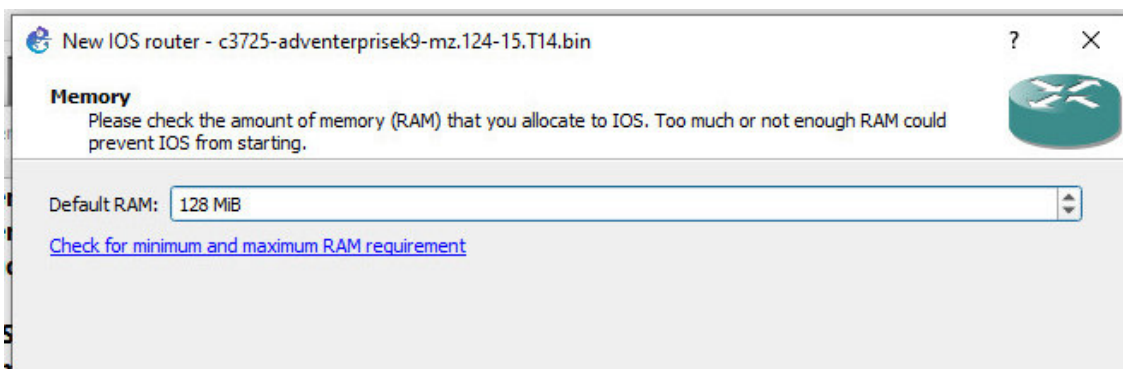 New IOS router - c3725-adventerprisek9-mz.124-15.T14.bin
?
Memory
Please check the amount of memory (RAM) that you allocate to IOS. Too much or not enough RAM could
prevent IOS from starting.
Default RAM: 128 MiB
Check for minimum and maximum RAM requirement